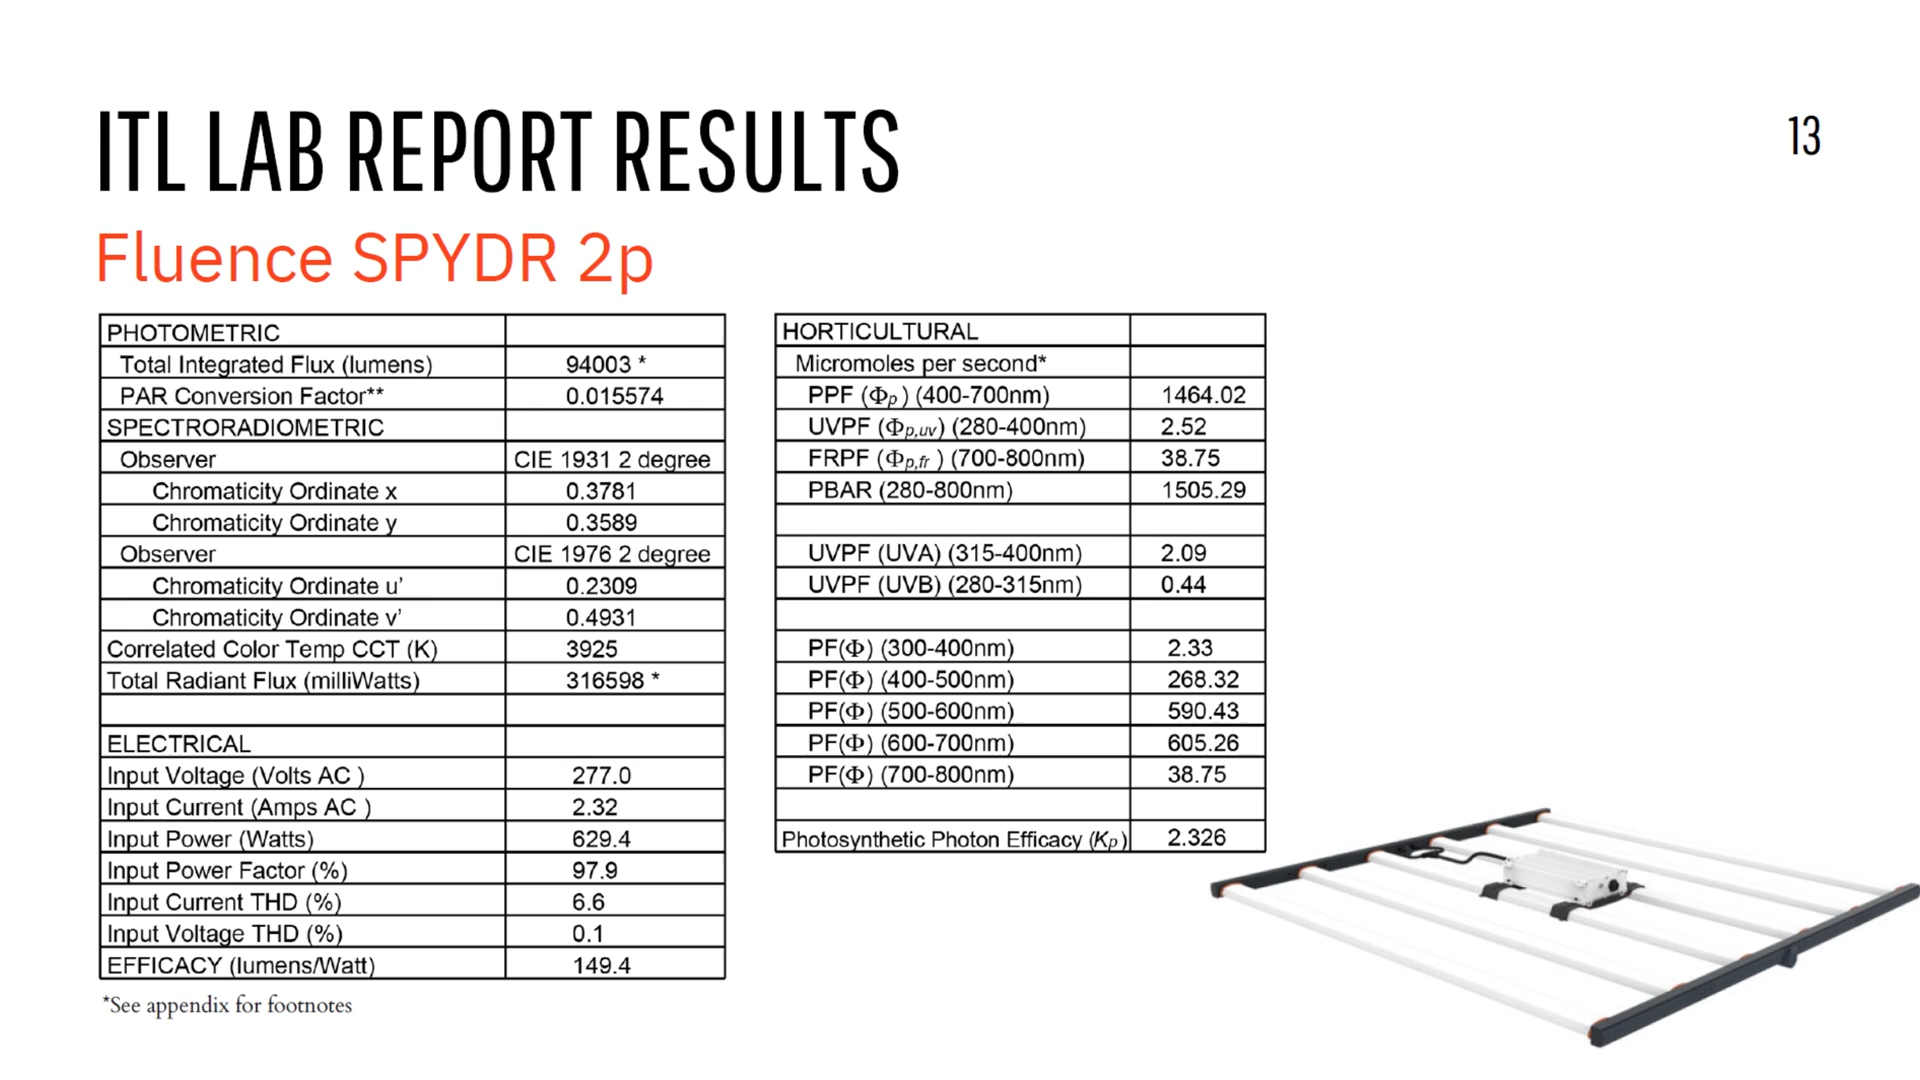 ITL LAB REPORT RESULTS
13
Fluence SPYDR 2p
PHOTOMETRIC
Total Integrated Flux (lumens) 94003 *
PAR Conversion Factor** 0.015574
SPECTRORADIOMETRIC
Observer CIE 1931 2 degree
Chromaticity Ordinate x 0.3781
Chromaticity Ordinate y 0.3589
Observer CIE 1976 2 degree
Chromaticity Ordinate u’ 0.2309
Chromaticity Ordinate v’ 0.4931
Correlated Color Temp CCT (K) 3925
Total Radiant Flux (milliWatts) 316598 *
ELECTRICAL
Input Voltage (Volts AC ) 277.0
Input Current (Amps AC ) 2.32
Input Power (Watts) 629.4
Input Power Factor (%) 97.9
Input Current THD (%) 6.6
Input Voltage THD (%) 0.1
EFFICACY (lumens/Watt) 149.4
*See appendix for footnotes
HORTICULTURAL
Micromoles per second*
PPF (Φp ) (400-700nm) 1464.02
UVPF (Φp,uv) (280-400nm) 2.52
FRPF (Φp,fr ) (700-800nm) 38.75
PBAR (280-800nm) 1505.29
UVPF (UVA) (315-400nm) 2.09
UVPF (UVB) (280-315nm) 0.44
PF(Φ) (300-400nm) 2.33
PF(Φ) (400-500nm) 268.32
PF(Φ) (500-600nm) 590.43
PF(Φ) (600-700nm) 605.26
PF(Φ) (700-800nm) 38.75
Photosynthetic Photon Efficacy (Kp) 2.326